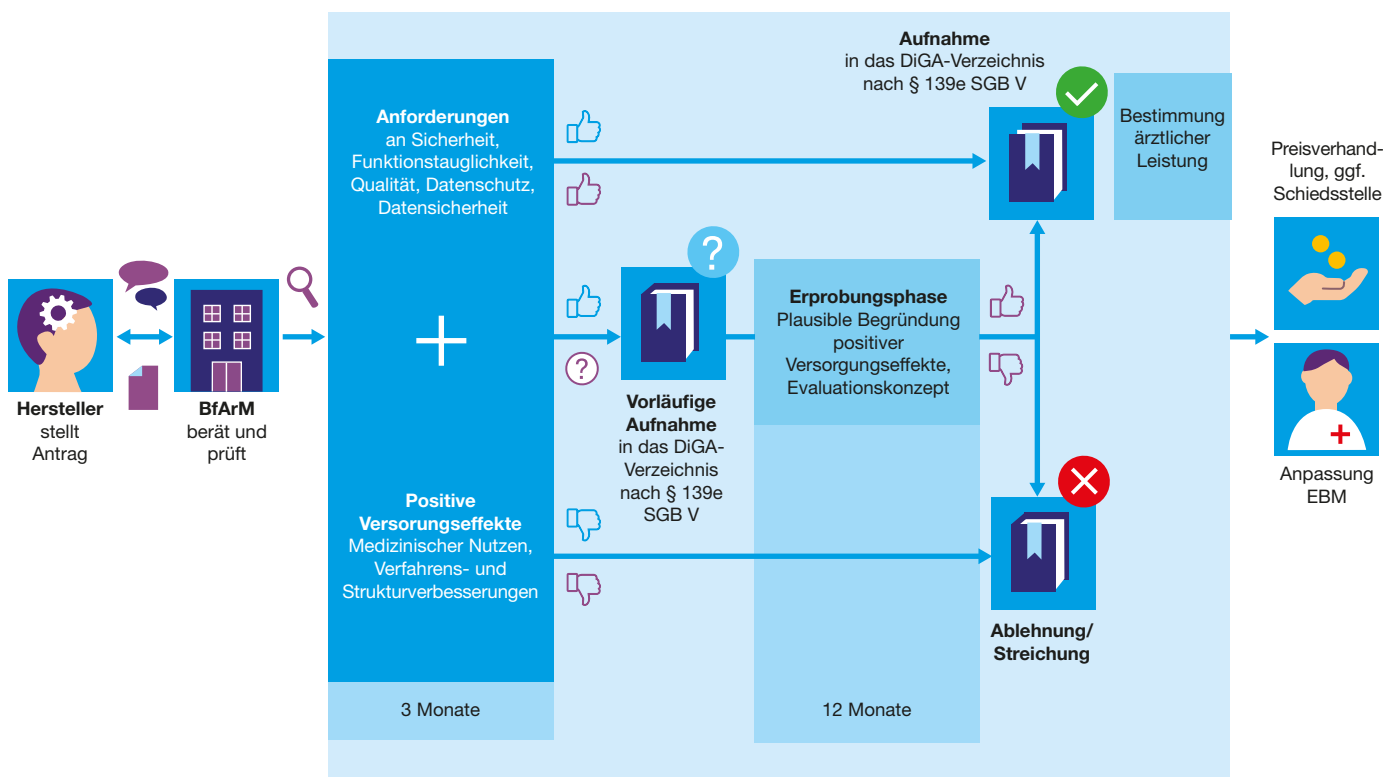 Hersteller
stellt
Antrag
BfArM
berät und
prüft
Anforderungen
an Sicherheit,
Funktionstauglichkeit,
Qualität, Datenschutz,
Datensicherheit
+
Positive
Versorungseffekte
Medizinischer Nutzen,
Verfahrens- und
Strukturverbesserungen
3 Monate
?
?
Vorläufige
Aufnahme
in das DiGA-
Verzeichnis
nach § 139e
SGB V
Erprobungsphase
Plausible Begründung
positiver
Versorgungseffekte,
Evaluationskonzept
12 Monate
Aufnahme
in das DiGA-Verzeichnis
nach § 139e SGB V
Ablehnung/
Streichung
Bestimmung
ärztlicher
Leistung
Preisverhand-
lung, ggf.
Schiedsstelle
Anpassung
EBM